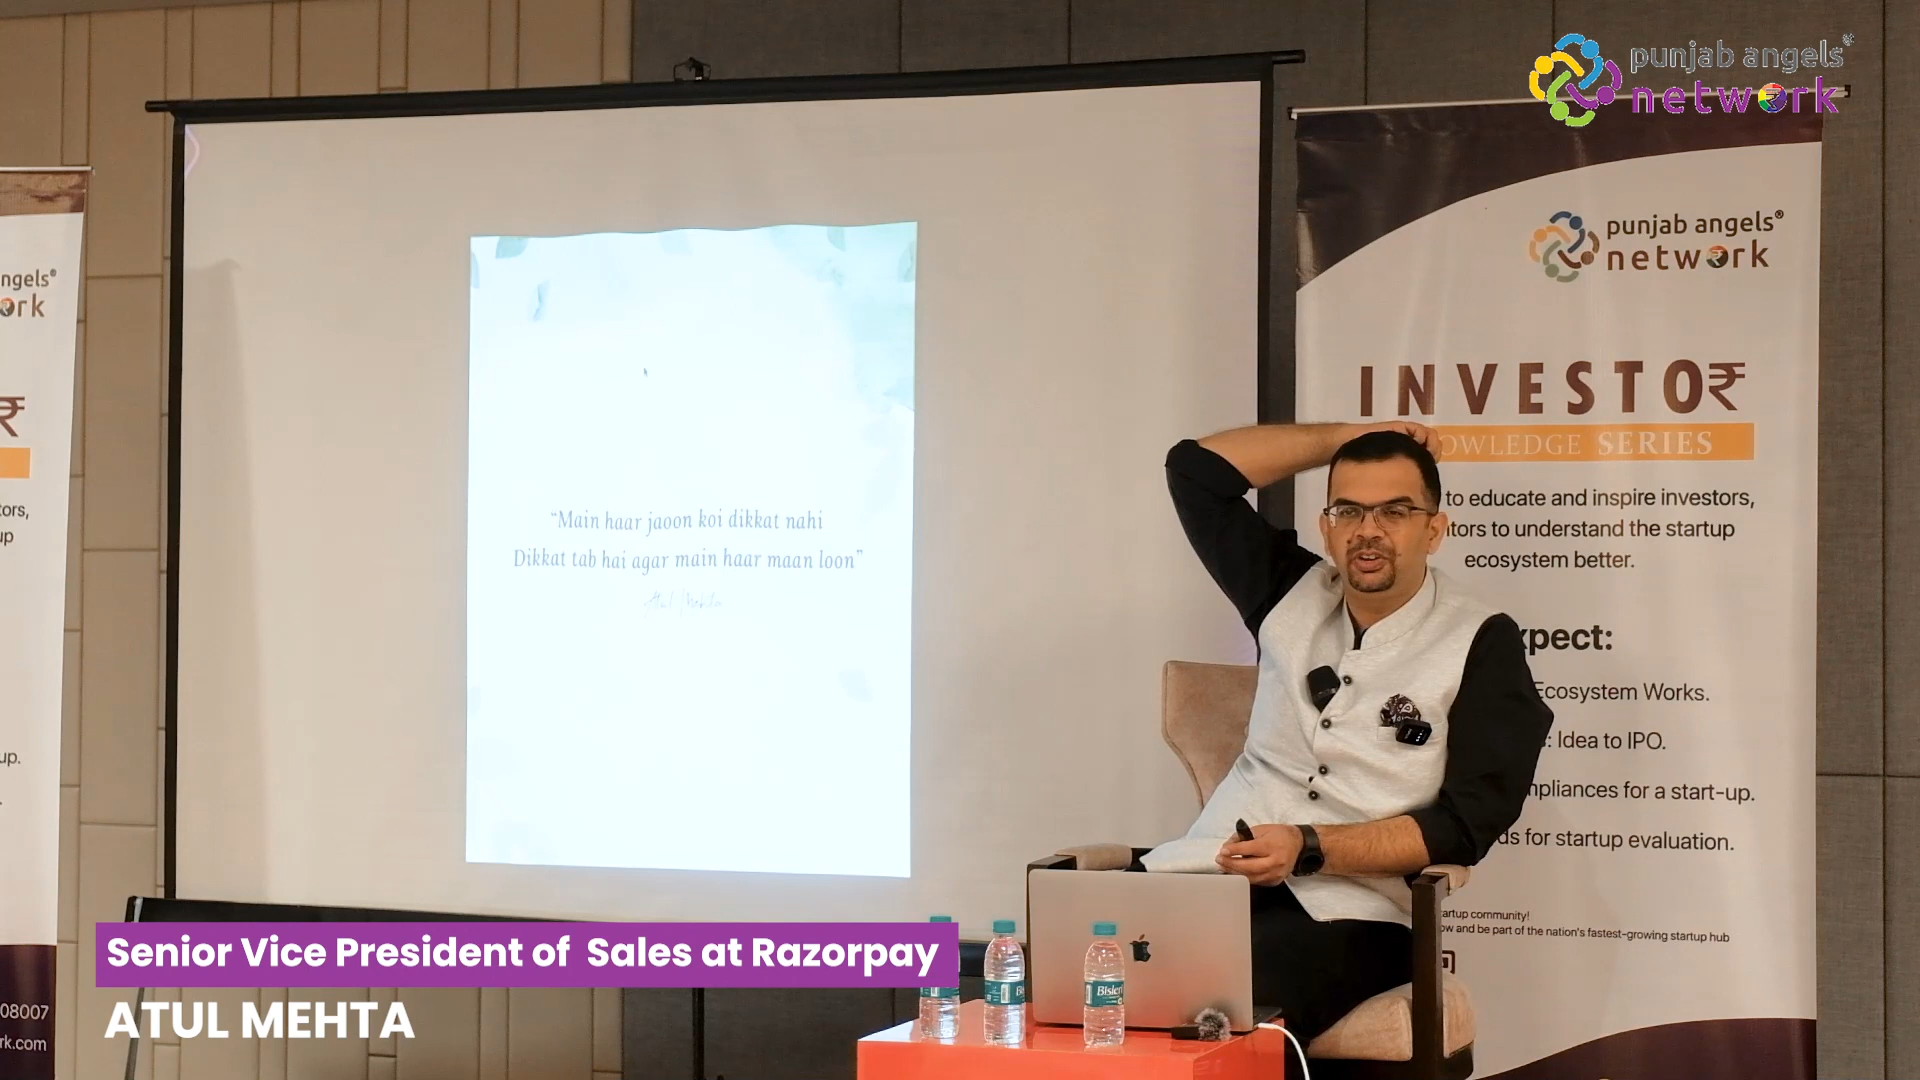 punjab angels®
network
punjab angels®
network
INVESTO₹
OWLEDGE SERIES
to educate and inspire investors,
tors to understand the startup
ecosystem better.
xpect:
Ecosystem Works.
: Idea to IPO.
mpliances for a start-up.
ds for startup evaluation.
artup community!
ow and be part of the nation's fastest-growing startup hub
“Main haar jaoon koi dikkat nahi
Dikkat tab hai agar main haar maan loon”
Atul Mehta
ngels®
ork
₹
tors,
up
up.
08007
rk.com
Senior Vice President of Sales at Razorpay
ATUL MEHTA
Bisleri